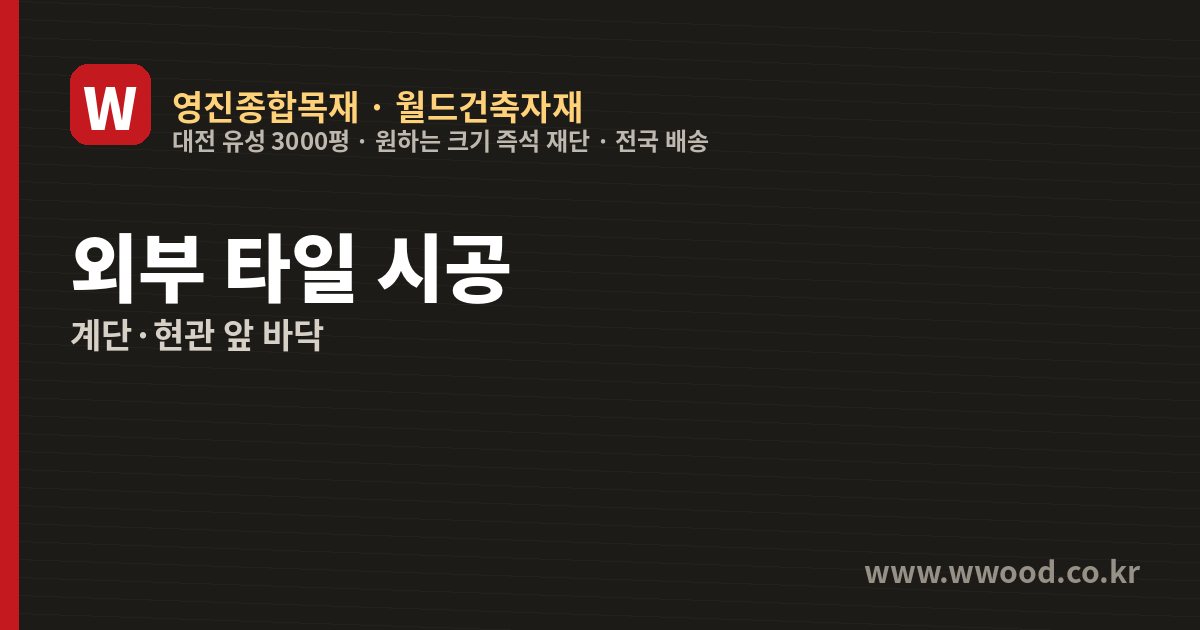 W
영진종합목재 · 월드건축자재
대전 유성 3000평 · 원하는 크기 즉석 재단 · 전국 배송
외부 타일 시공
계단·현관 앞 바닥
www.wwood.co.kr